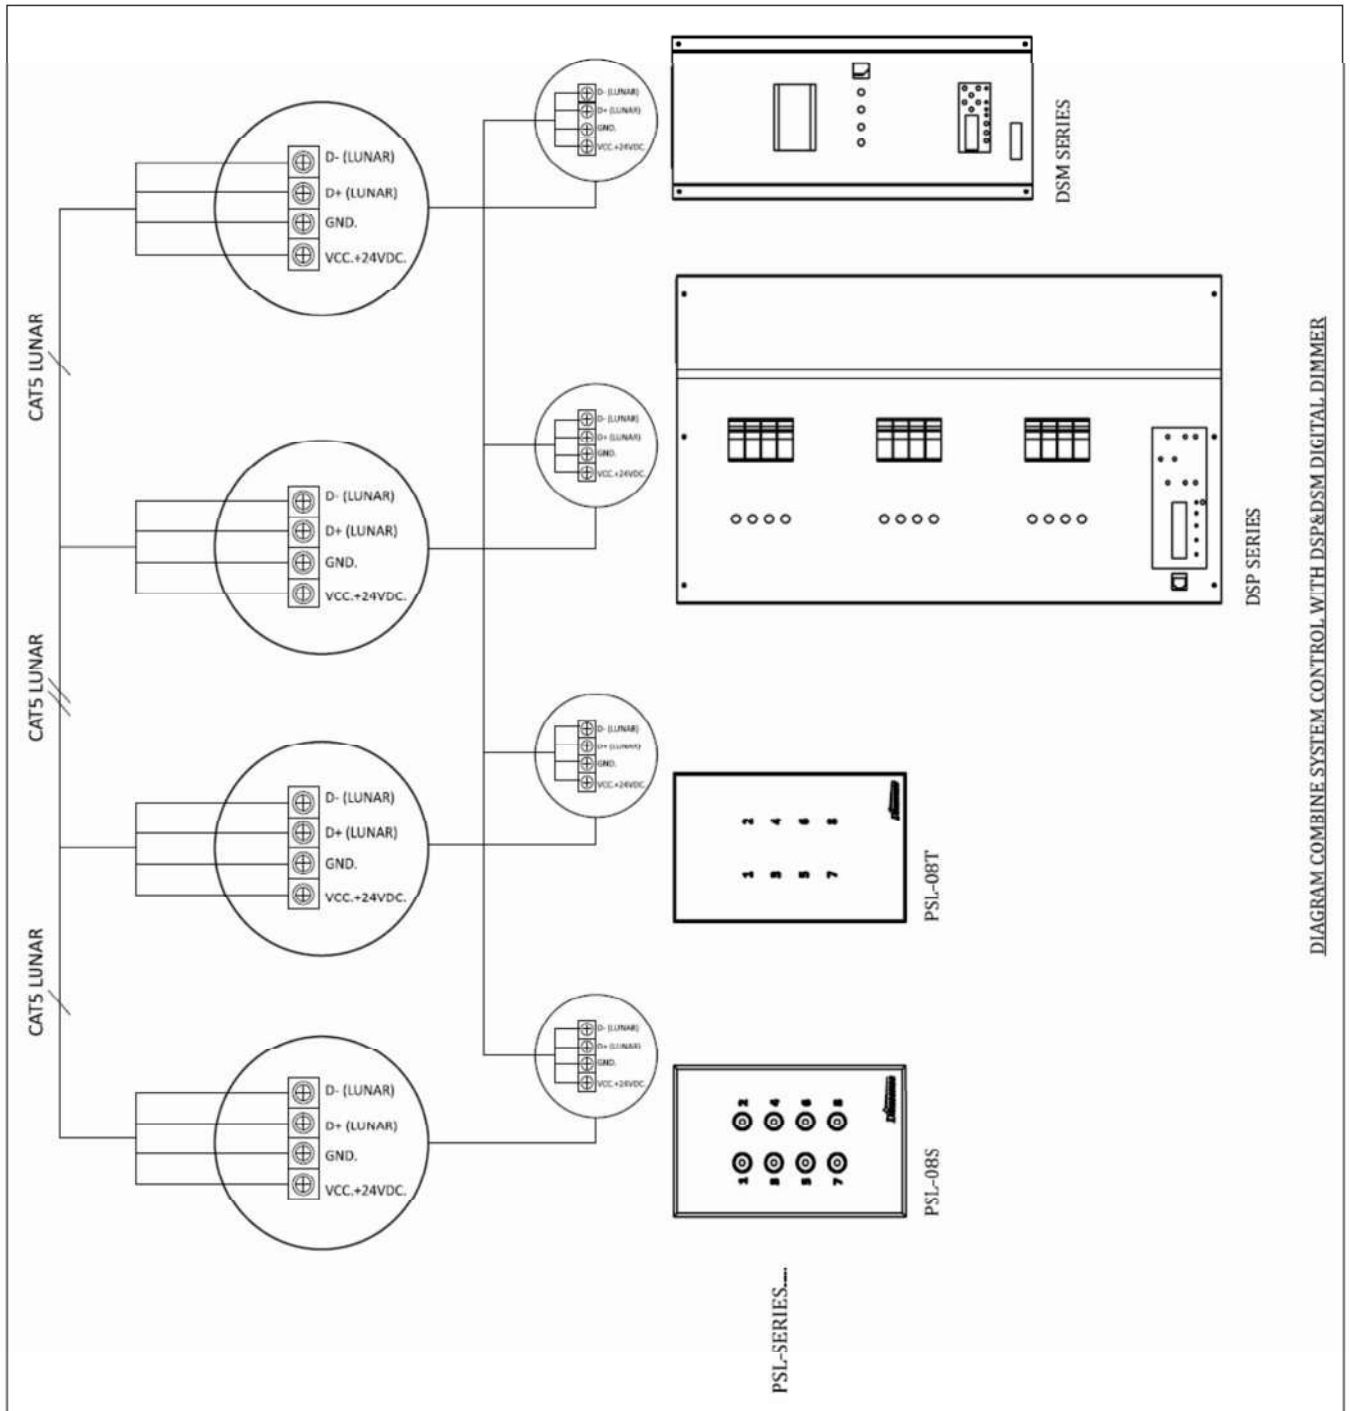 D- (LUNAR)
D+ (LUNAR)
GND.
VCC.+24VDC.
D- (LUNAR)
D+ (LUNAR)
GND.
VCC.+24VDC.
DSM SERIES
CAT5 LUNAR
D- (LUNAR)
D+ (LUNAR)
GND.
VCC.+24VDC.
D- (LUNAR)
D+ (LUNAR)
GND.
VCC.+24VDC.
DSP SERIES
CAT5 LUNAR
D- (LUNAR)
D+ (LUNAR)
GND.
VCC.+24VDC.
D- (LUNAR)
D+ (LUNAR)
GND.
VCC.+24VDC.
2 4 6 8
1 3 5 7
PSL-08T
CAT5 LUNAR
D- (LUNAR)
D+ (LUNAR)
GND.
VCC.+24VDC.
D- (LUNAR)
D+ (LUNAR)
GND.
VCC.+24VDC.
2 4 6 8
1 3 5 7
PSL-08S
PSL-SERIES....
DIAGRAM COMBINE SYSTEM CONTROL WITH DSP&DSM DIGITAL DIMMER